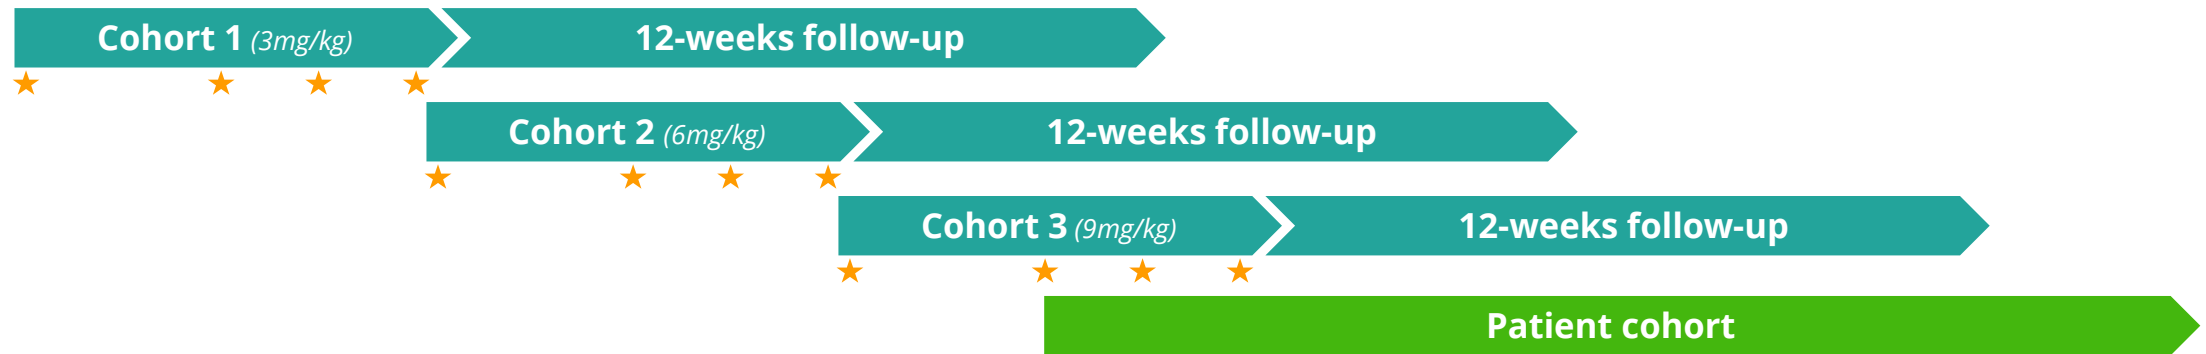 Cohort 1 (3mg/kg) 12-weeks follow-up
Cohort 2 (6mg/kg) 12-weeks follow-up
Cohort 3 (9mg/kg) 12-weeks follow-up
Patient cohort